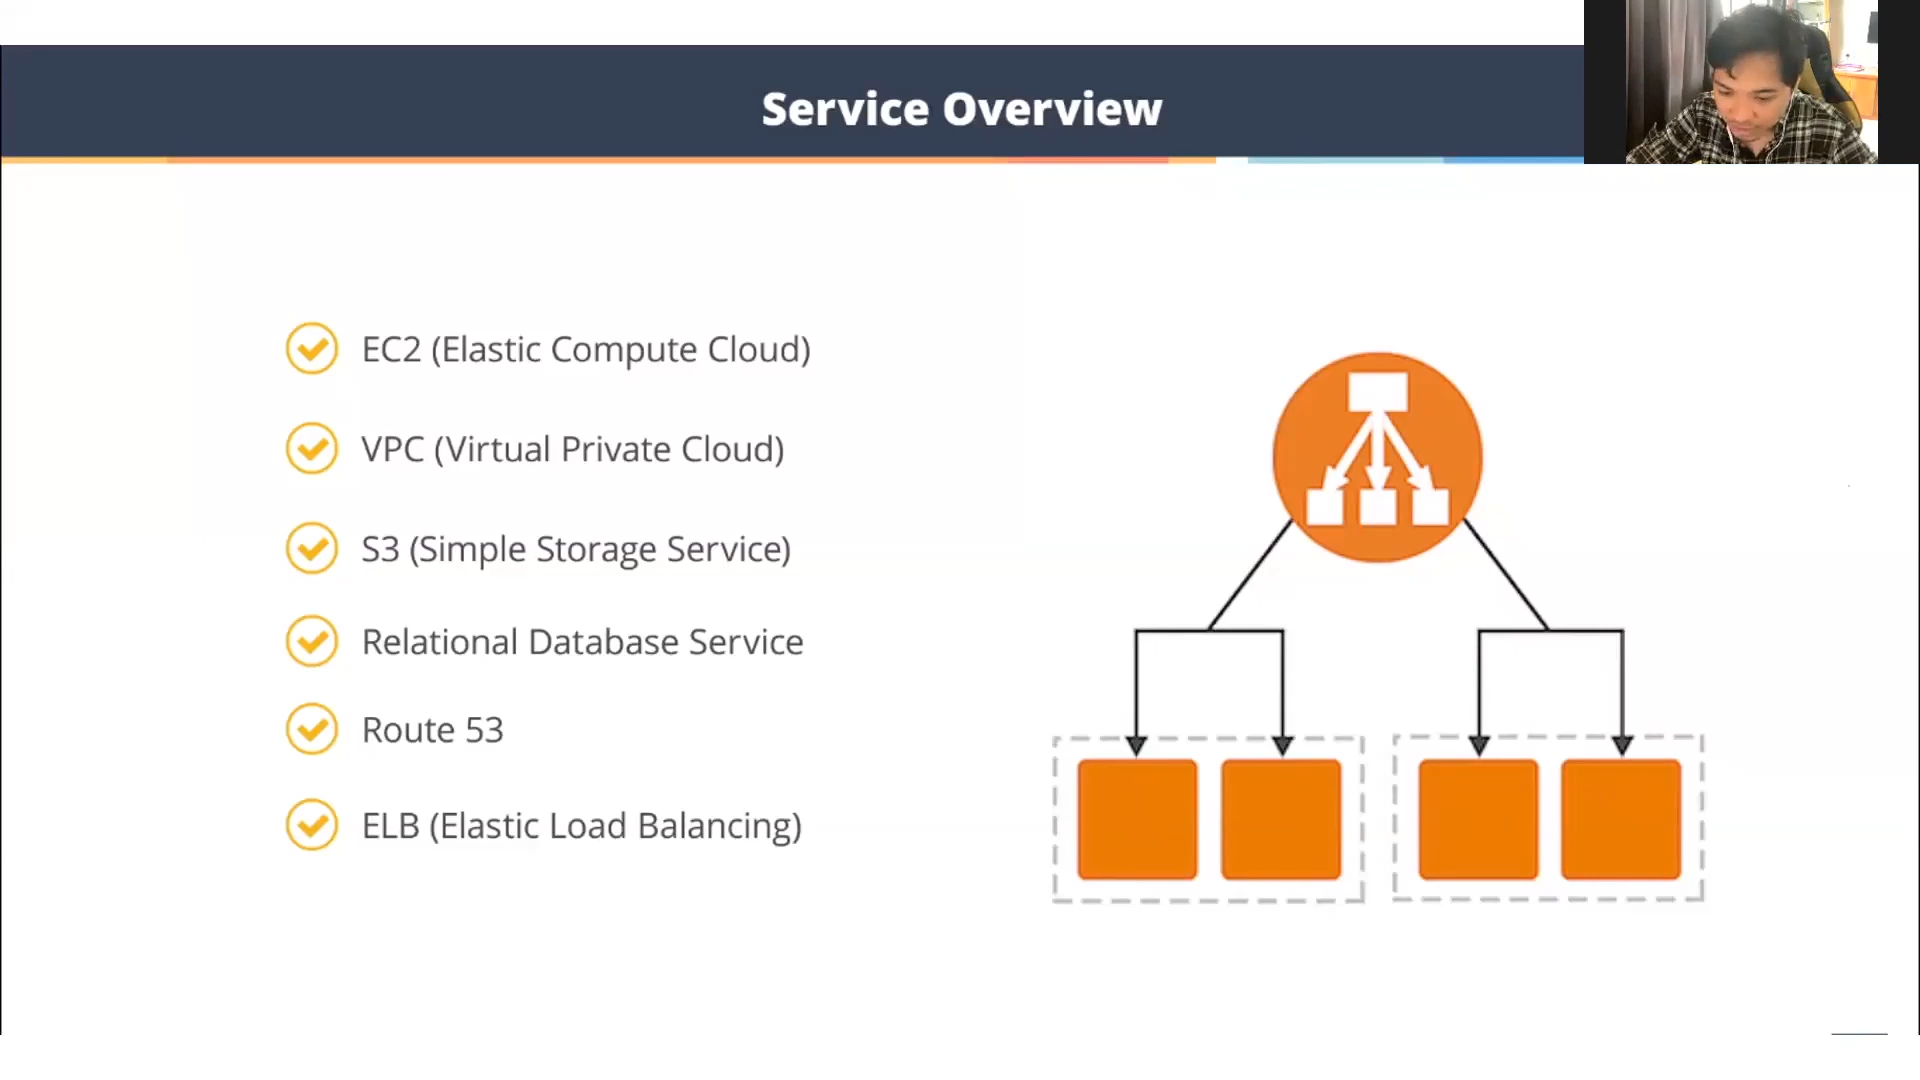 Service Overview
EC2 (Elastic Compute Cloud)
VPC (Virtual Private Cloud)
S3 (Simple Storage Service)
Relational Database Service
Route 53
ELB (Elastic Load Balancing)